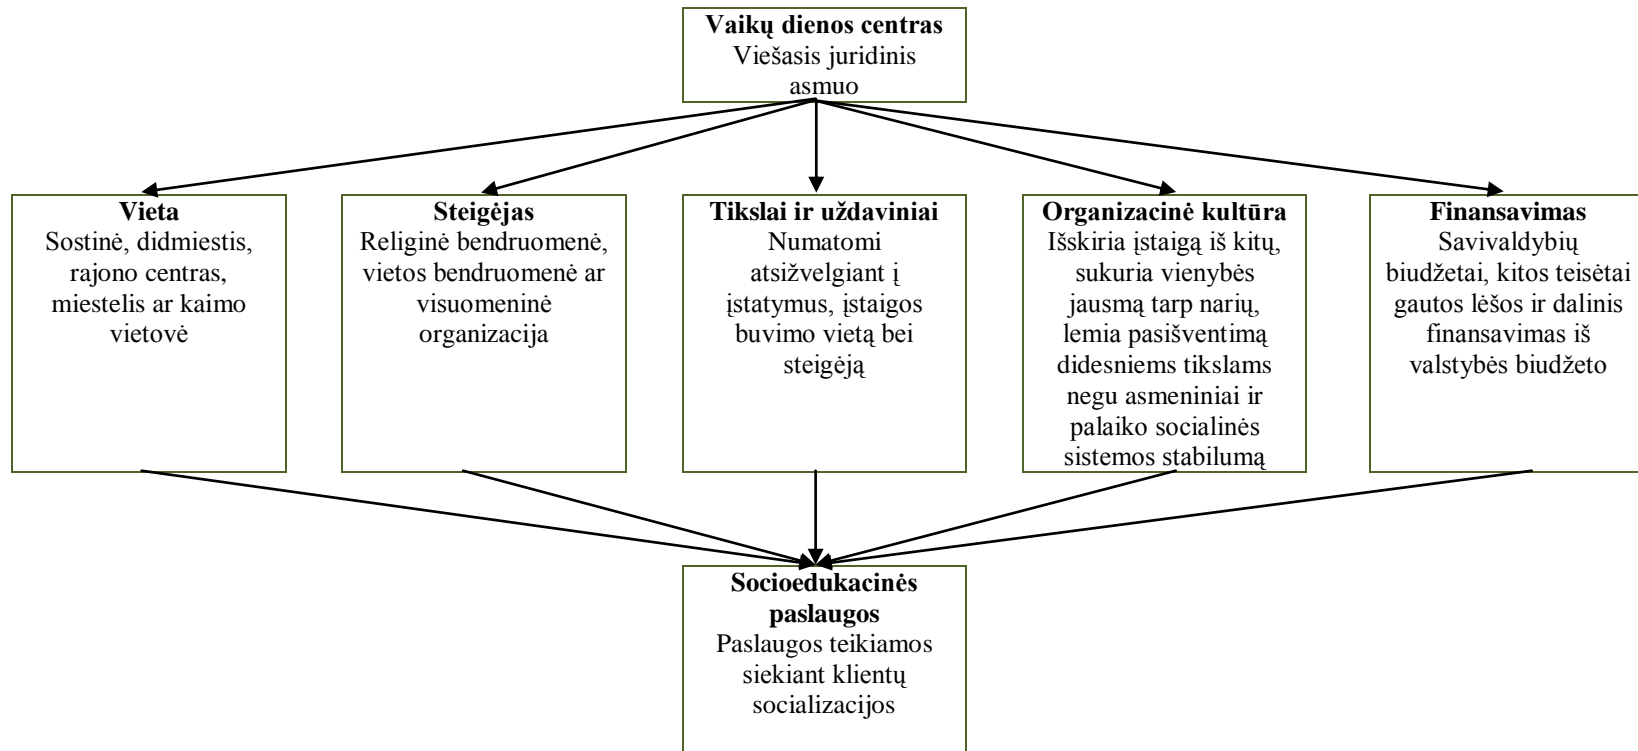 Vaikų dienos centras
Viešasis juridinis
asmuo
Vieta
Sostinė, didmiestis,
rajono centras,
miestelis ar kaimo
vietovė
Steigėjas
Religinė bendruomenė,
vietos bendruomenė ar
visuomeninė
organizacija
Tikslai ir uždaviniai
Numatomi
atsižvelgiant į
įstatymus, įstaigos
buvimo vietą bei
steigėją
Organizacinė kultūra
Išskiria įstaigą iš kitų,
sukuria vienybės
jausmą tarp narių,
lemia pasišventimą
didesniems tikslams
negu asmeniniai ir
palaiko socialinės
sistemos stabilumą
Finansavimas
Savivaldybių
biudžetai, kitos teisėtai
gautos lėšos ir dalinis
finansavimas iš
valstybės biudžeto
Socioedukacinės
paslaugos
Paslaugos teikiamos
siekiant klientų
socializacijos